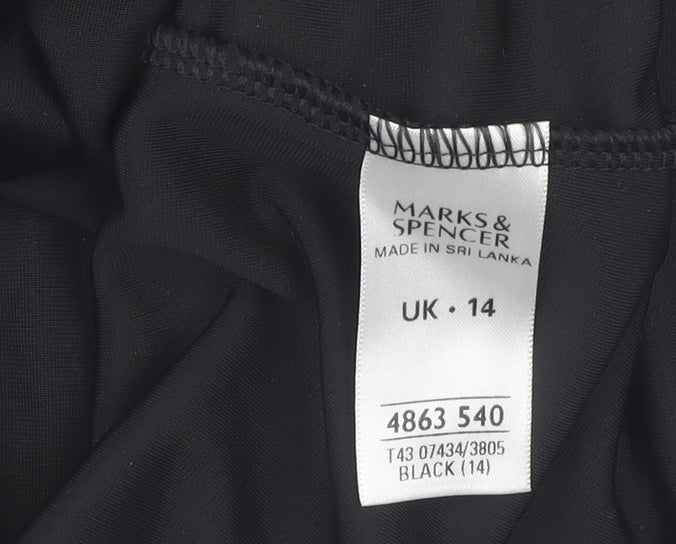 MARKS &
SPENCER
MADE IN SRI LANKA
UK · 14
4863 540
T43 07434/3805
BLACK (14)